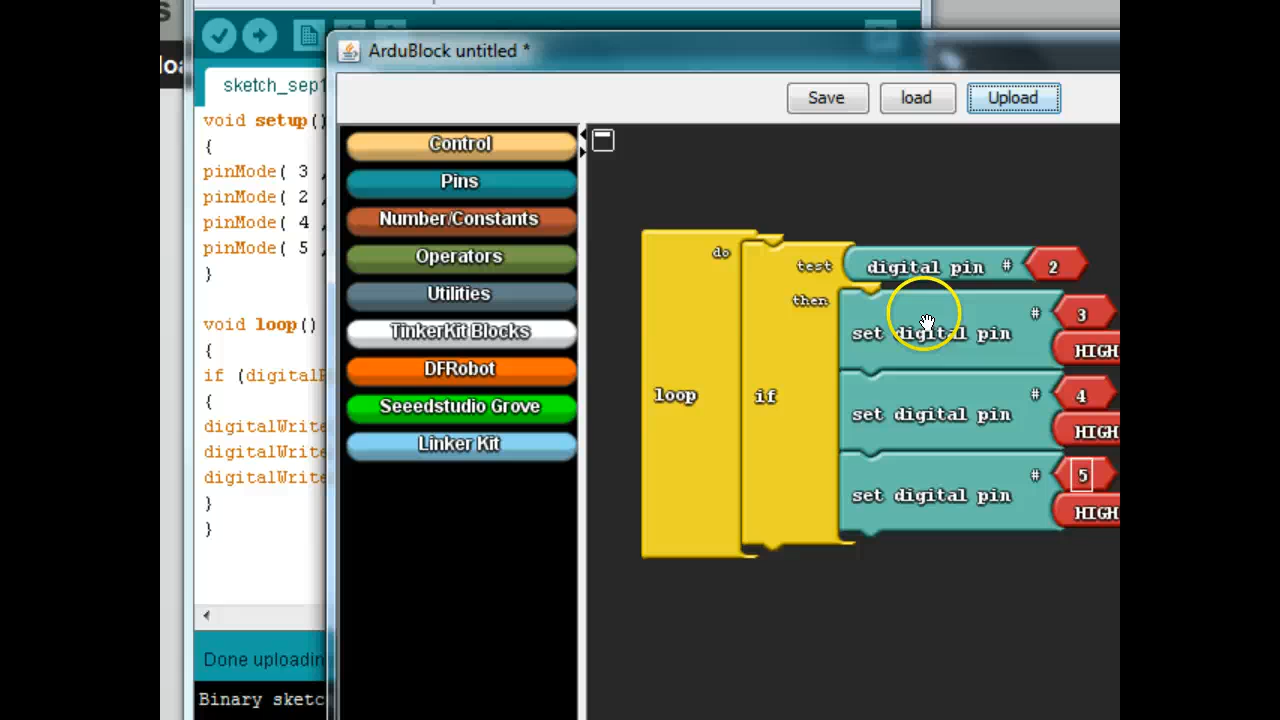 s
loa
ArduBlock untitled *
sketch_sep1
Save
load
Upload
void setup()
{
pinMode( 3 ,
pinMode( 2 ,
pinMode( 4 ,
pinMode( 5 ,
}
void loop()
{
if (digitalR
{
digitalWrite
digitalWrite
digitalWrite
}
}
Done uploadin
Binary sketc
Control
Pins
Number/Constants
Operators
Utilities
TinkerKit Blocks
DFRobot
Seeedstudio Grove
Linker Kit
loop
do
if
test
digital pin # 2
then
set digital pin # 3
HIGH
set digital pin # 4
HIGH
set digital pin # 5
HIGH